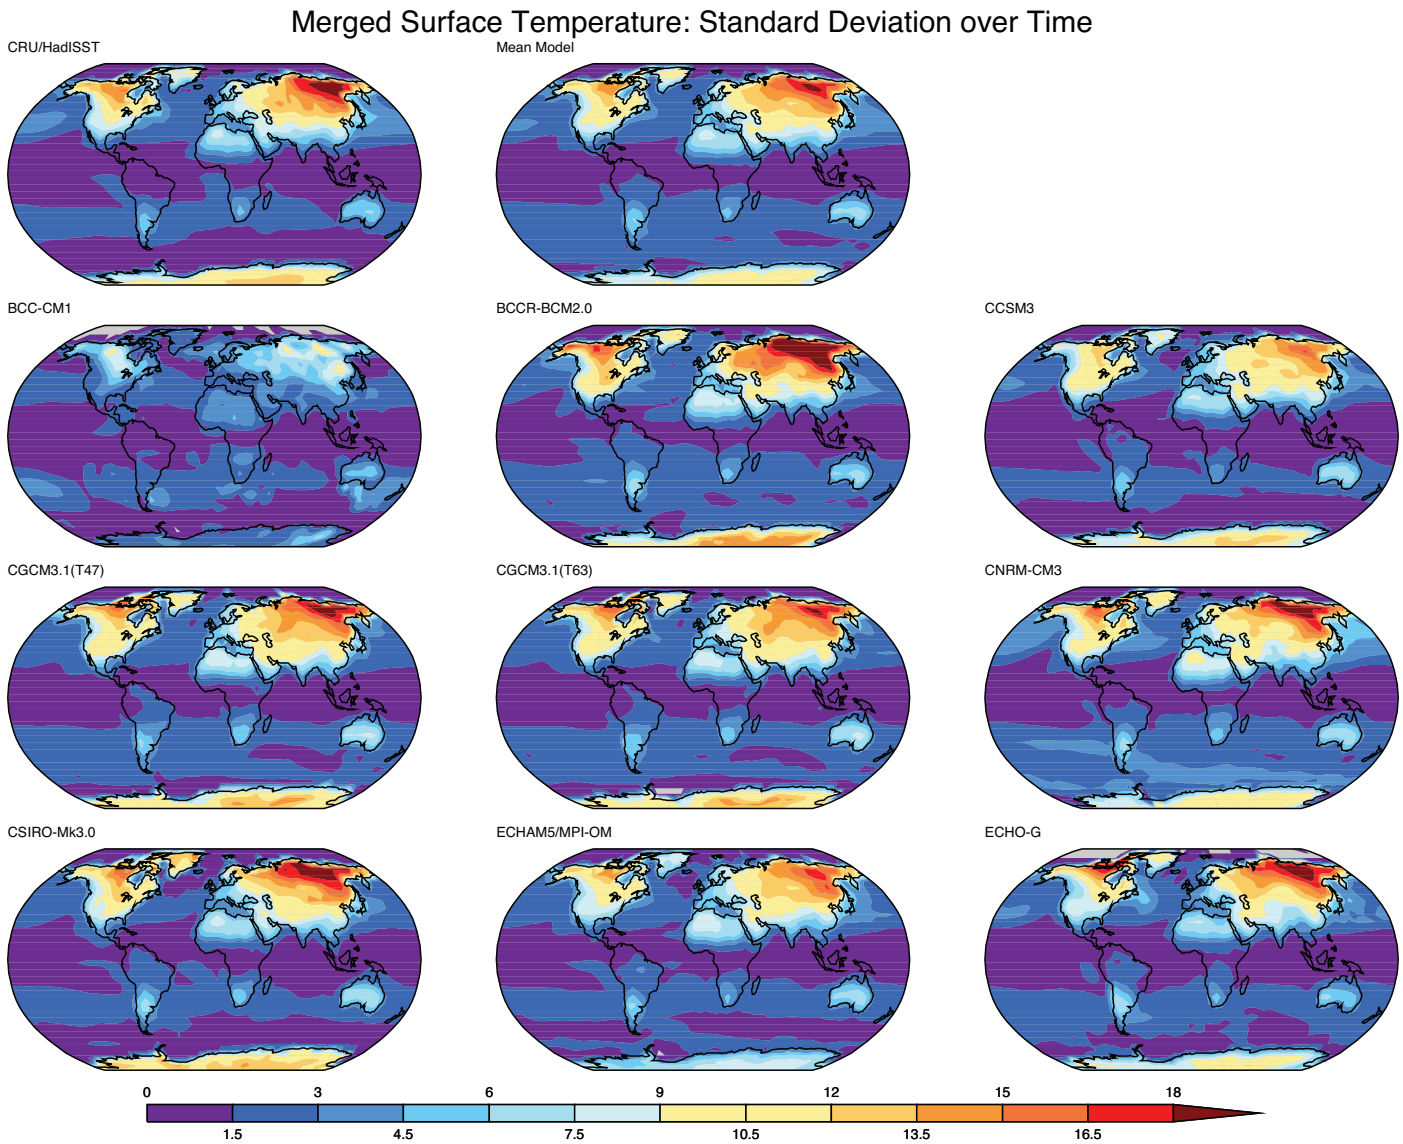 Merged Surface Temperature: Standard Deviation over Time
CRU/HadISST
Mean Model
BCC-CM1
BCCR-BCM2.0
CCSM3
CGCM3.1(T47)
CGCM3.1(T63)
CNRM-CM3
CSIRO-Mk3.0
ECHAM5/MPI-OM
ECHO-G
0 3 6 9 12 15 18
1.5 4.5 7.5 10.5 13.5 16.5